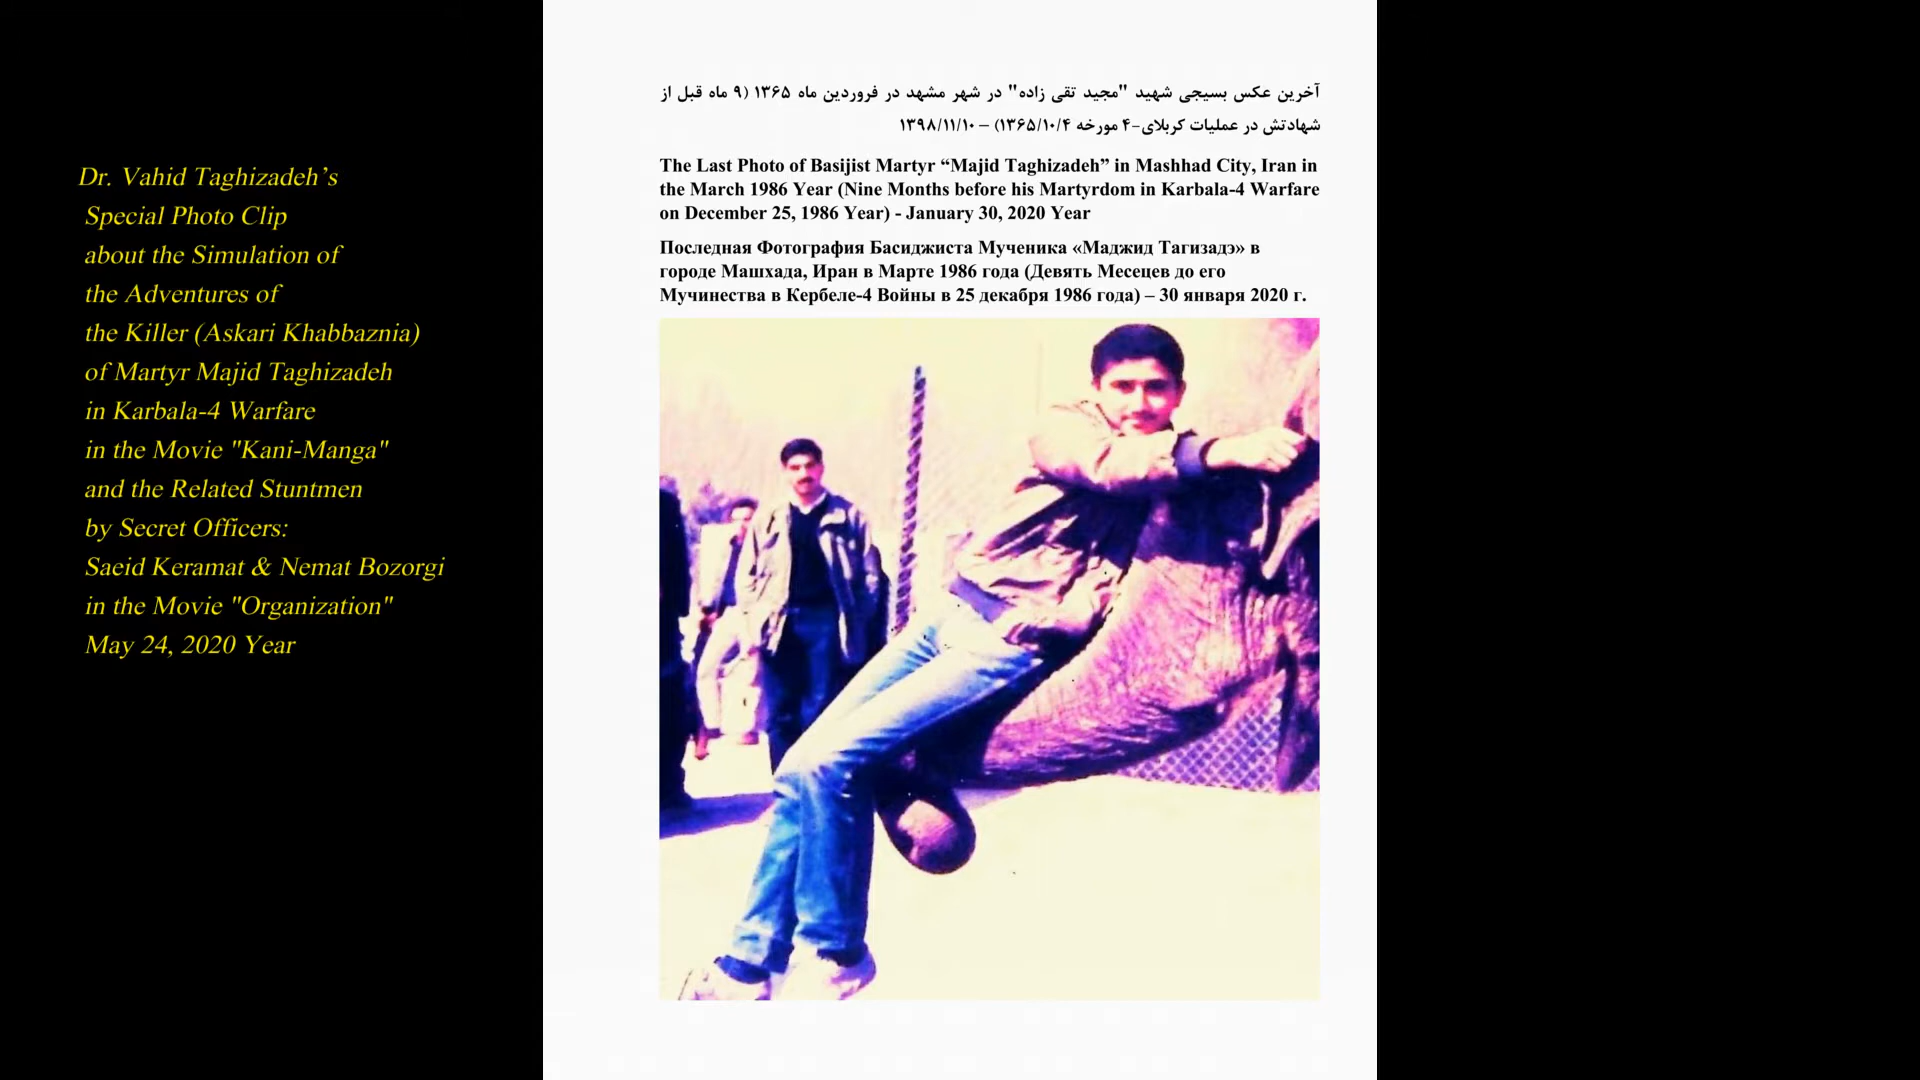 Dr. Vahid Taghizadeh's
Special Photo Clip
about the Simulation of
the Adventures of
the Killer (Askari Khabbaznia)
of Martyr Majid Taghizadeh
in Karbala-4 Warfare
in the Movie "Kani-Manga"
and the Related Stuntmen
by Secret Officers:
Saeid Keramat & Nemat Bozorgi
in the Movie "Organization"
May 24, 2020 Year
آخرین عکس بسیجی شهید "مجید تقی زاده" در شهر مشهد در فروردین ماه ۱۳۶۵ (۹ ماه قبل از
شهادتش در عملیات کربلای-۴ مورخه ۱۳۶۵/۱۰/۴) – ۱۳۹۸/۱۱/۱۰
The Last Photo of Basijist Martyr “Majid Taghizadeh” in Mashhad City, Iran in
the March 1986 Year (Nine Months before his Martyrdom in Karbala-4 Warfare
on December 25, 1986 Year) - January 30, 2020 Year
Последная Фотография Басиджиста Мученика «Маджид Тагизадэ» в
городе Машхада, Иран в Марте 1986 года (Девять Месецев до его
Мучинества в Кербеле-4 Войны в 25 декабря 1986 года) – 30 января 2020 г.